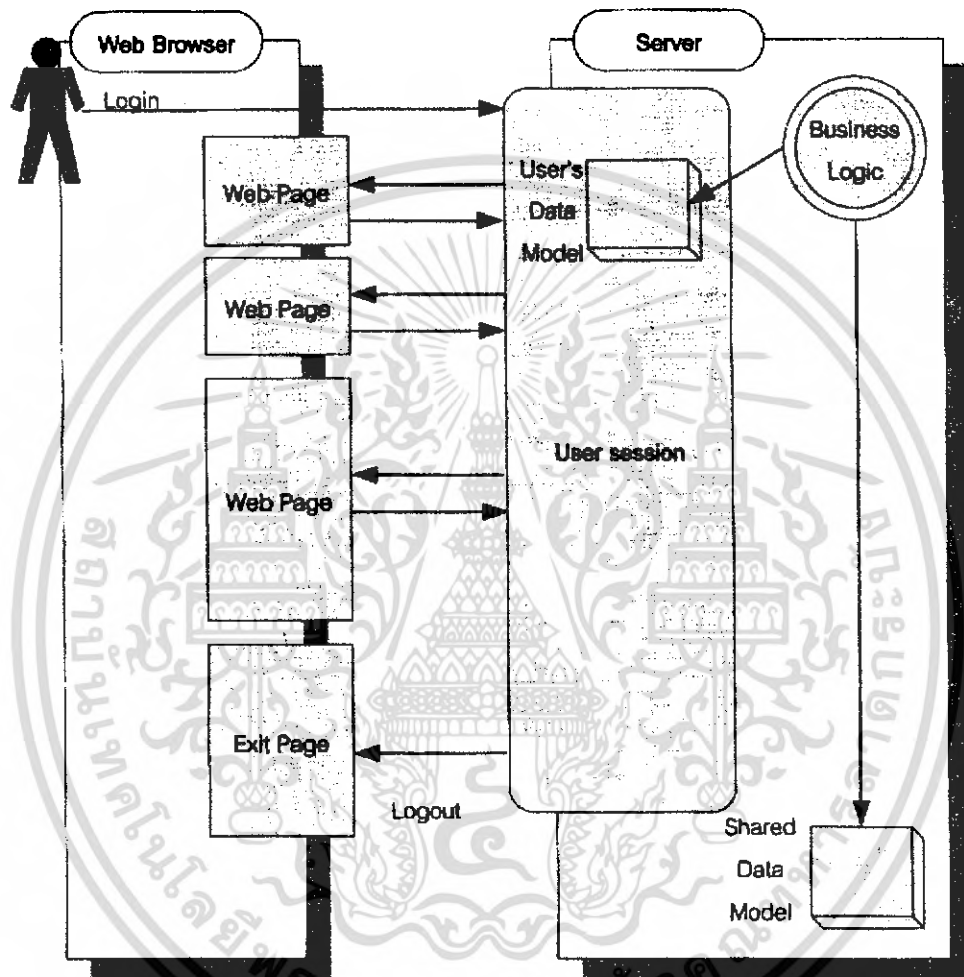 Web Browser
Server
Login
Business
Logic
User's
Data
Model
Web Page
Web Page
User session
Web Page
Exit Page
Logout
Shared
Data
Model